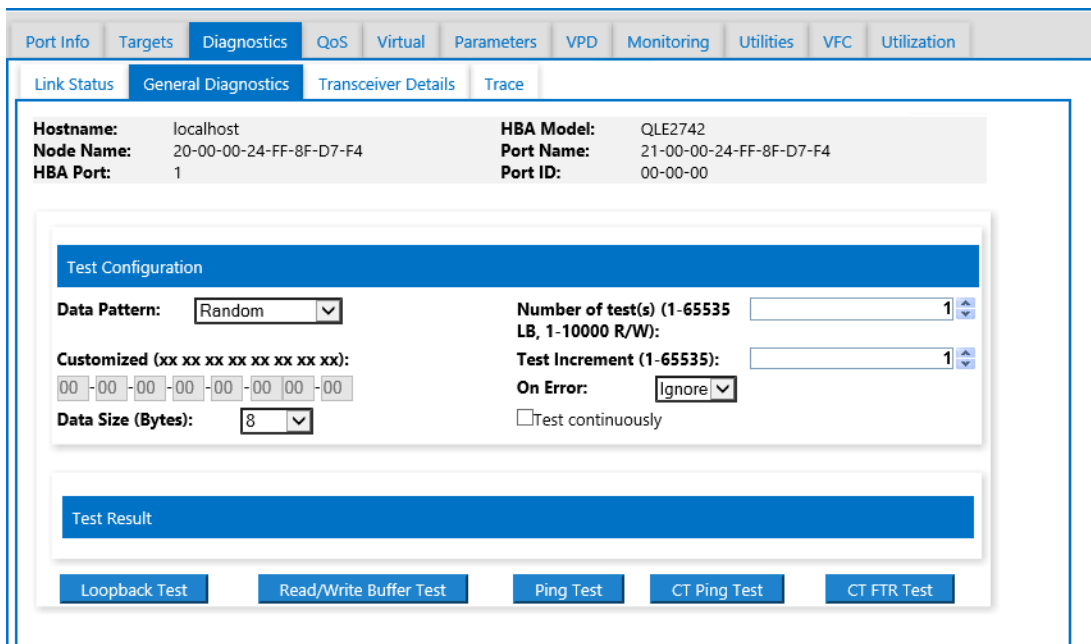 Port Info Targets Diagnostics QoS Virtual Parameters VPD Monitoring Utilities VFC Utilization
Link Status General Diagnostics Transceiver Details Trace
Hostname: localhost HBA Model: QLE2742
Node Name: 20-00-00-24-FF-8F-D7-F4 Port Name: 21-00-00-24-FF-8F-D7-F4
HBA Port: 1 Port ID: 00-00-00
Test Configuration
Data Pattern: Random Number of test(s) (1-65535 1
LB, 1-10000 R/W):
Customized (xx xx xx xx xx xx xx xx): Test Increment (1-65535): 1
00 -00 -00 -00 -00 -00 00 -00 On Error: Ignore
Data Size (Bytes): 8 Test continuously
Test Result
Loopback Test Read/Write Buffer Test Ping Test CT Ping Test CT FTR Test